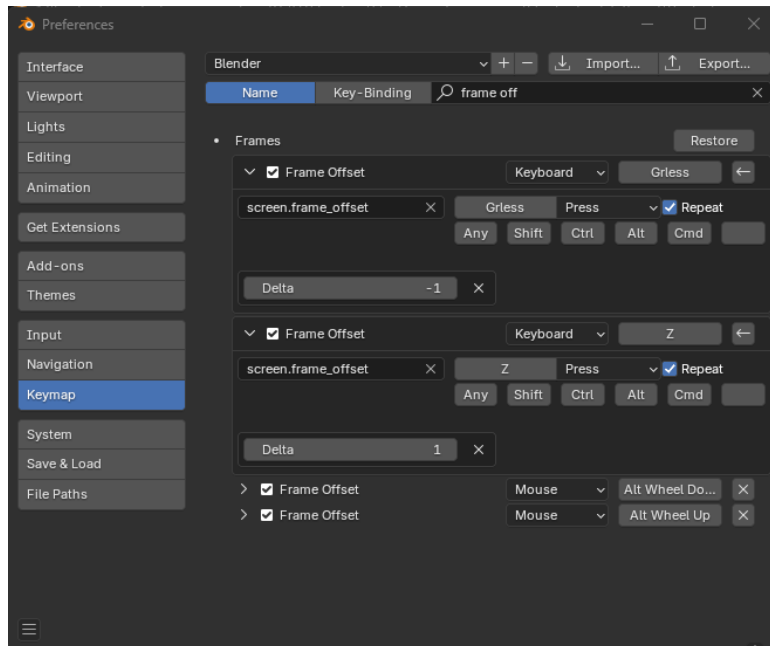 Preferences
Interface
Viewport
Lights
Editing
Animation
Get Extensions
Add-ons
Themes
Input
Navigation
Keymap
System
Save & Load
File Paths
Blender Import... Export...
Name Key-Binding frame off
Frames Restore
Frame Offset Keyboard Grless
screen.frame_offset Grless Press Repeat
Any Shift Ctrl Alt Cmd
Delta -1
Frame Offset Keyboard Z
screen.frame_offset Z Press Repeat
Any Shift Ctrl Alt Cmd
Delta 1
Frame Offset Mouse Alt Wheel Do...
Frame Offset Mouse Alt Wheel Up